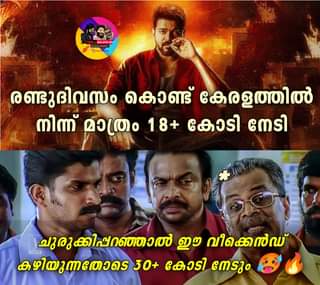 രണ്ടുദിവസം കൊണ്ട് കേരളത്തിൽ
നിന്ന് മാത്രം 18+ കോടി നേടി
*
ചുരുക്കിപ്പറഞ്ഞാൽ ഈ വീക്കെൻഡ്
കഴിയുന്നതോടെ 30+ കോടി നേടും 🥵🔥